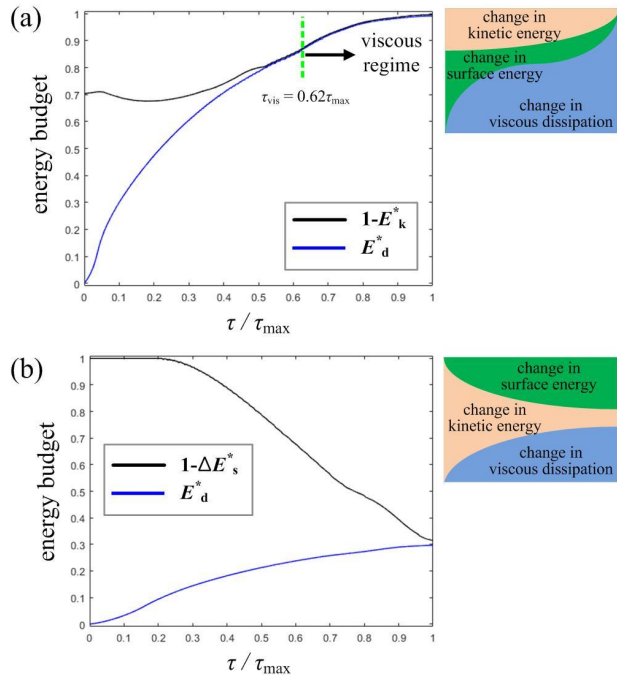 (a)
energy budget
1
0.9
0.8
0.7
0.6
0.5
0.4
0.3
0.2
0.1
0
0 0.1 0.2 0.3 0.4 0.5 0.6 0.7 0.8 0.9 1
τ / τmax
viscous
regime
τvis = 0.62τmax
1-E*k
E*d
change in
kinetic energy
change in
surface energy
change in
viscous dissipation
(b)
energy budget
1
0.9
0.8
0.7
0.6
0.5
0.4
0.3
0.2
0.1
0
0 0.1 0.2 0.3 0.4 0.5 0.6 0.7 0.8 0.9 1
τ / τmax
1-ΔE*s
E*d
change in
surface energy
change in
kinetic energy
change in
viscous dissipation